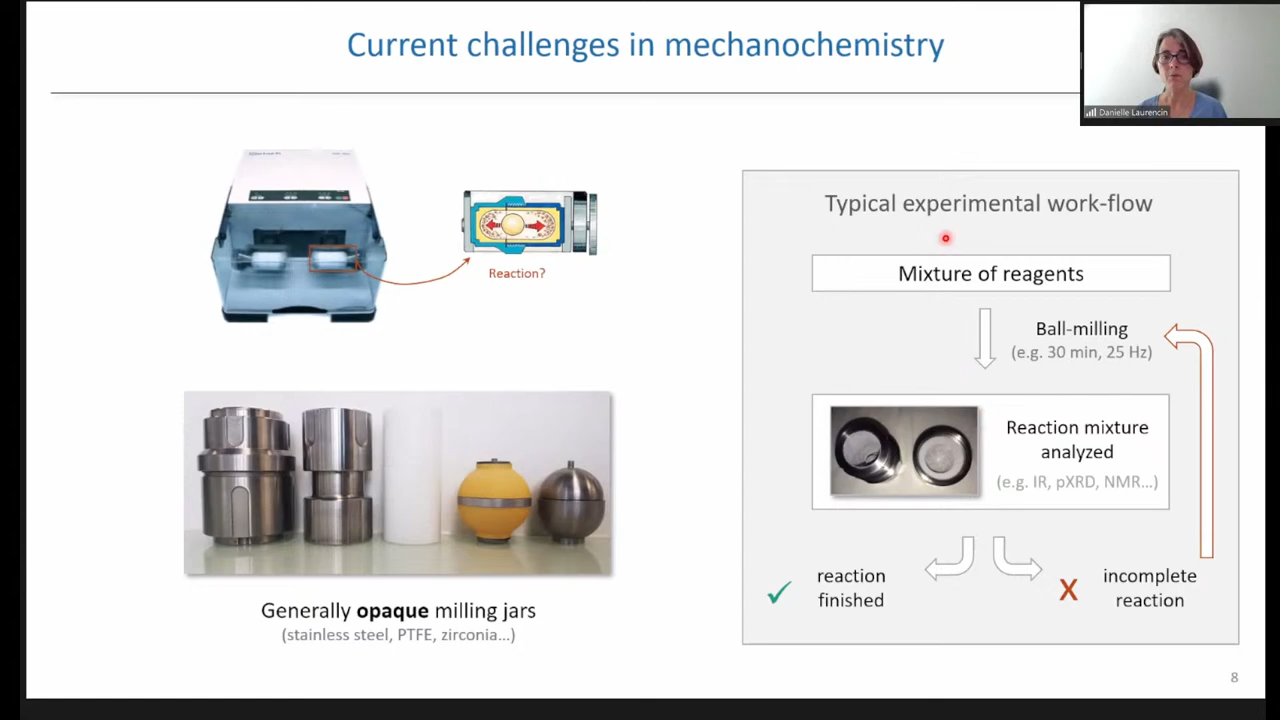 Current challenges in mechanochemistry
Danielle Laurencin
Reaction?
Generally opaque milling jars
(stainless steel, PTFE, zirconia…)
Typical experimental work-flow
Mixture of reagents
Ball-milling
(e.g. 30 min, 25 Hz)
Reaction mixture
analyzed
(e.g. IR, pXRD, NMR…)
reaction
finished
X
incomplete
reaction
8